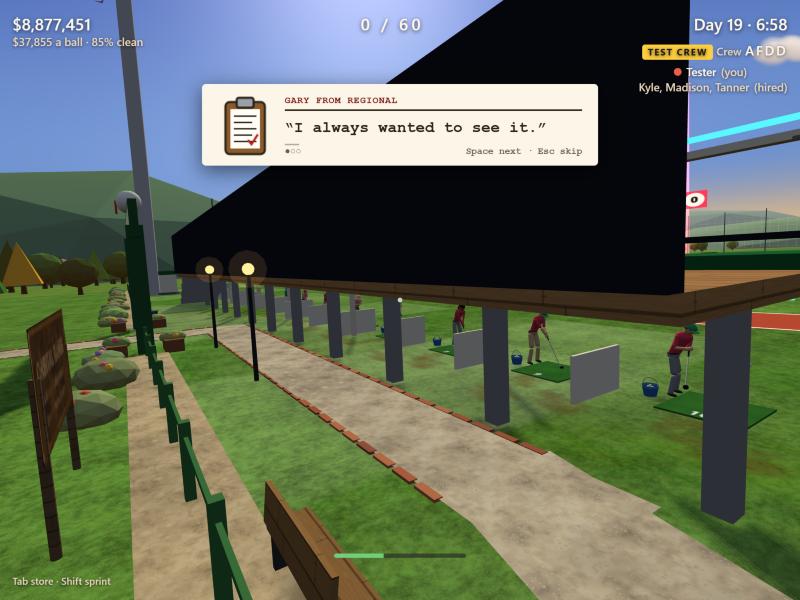 $8,877,451
$37,855 a ball · 85% clean
0 / 60
Day 19 · 6:58
TEST CREW Crew AFDD
Tester (you)
Kyle, Madison, Tanner (hired)
GARY FROM REGIONAL
“I always wanted to see it.”
Space next · Esc skip
0
Tab store · Shift sprint